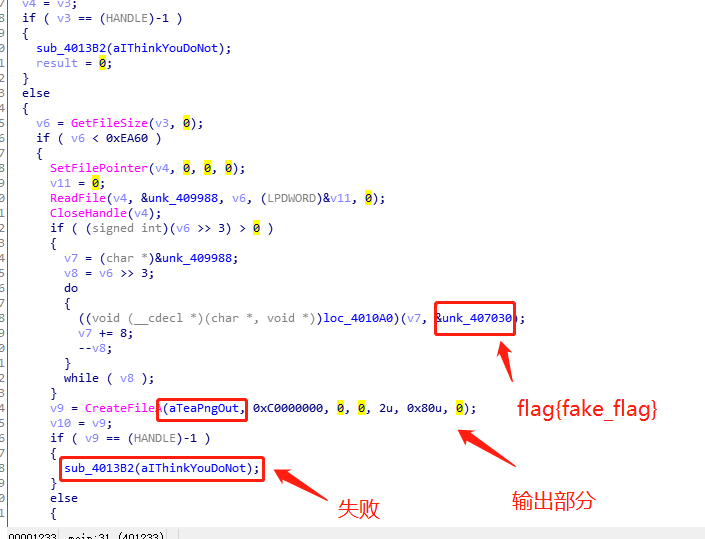 v4 = v3;
if ( v3 == (HANDLE)-1 )
{
sub_4013B2(aIThinkYouDoNot);
result = 0;
}
else
{
v6 = GetFileSize(v3, 0);
if ( v6 < 0xEA60 )
{
SetFilePointer(v4, 0, 0, 0);
v11 = 0;
ReadFile(v4, &unk_409988, v6, (LPDWORD)&v11, 0);
CloseHandle(v4);
if ( (signed int)(v6 >> 3) > 0 )
{
v7 = (char *)&unk_409988;
v8 = v6 >> 3;
do
{
((void (__cdecl *)(char *, void *))loc_4010A0)(v7, &unk_407030);
v7 += 8;
--v8;
}
while ( v8 );
}
v9 = CreateFileA(aTeaPngOut, 0xC0000000, 0, 0, 2u, 0x80u, 0);
v10 = v9;
if ( v9 == (HANDLE)-1 )
{
sub_4013B2(aIThinkYouDoNot);
}
else
{
flag{fake_flag}
输出部分
失败
00001233 main:31 (401233)